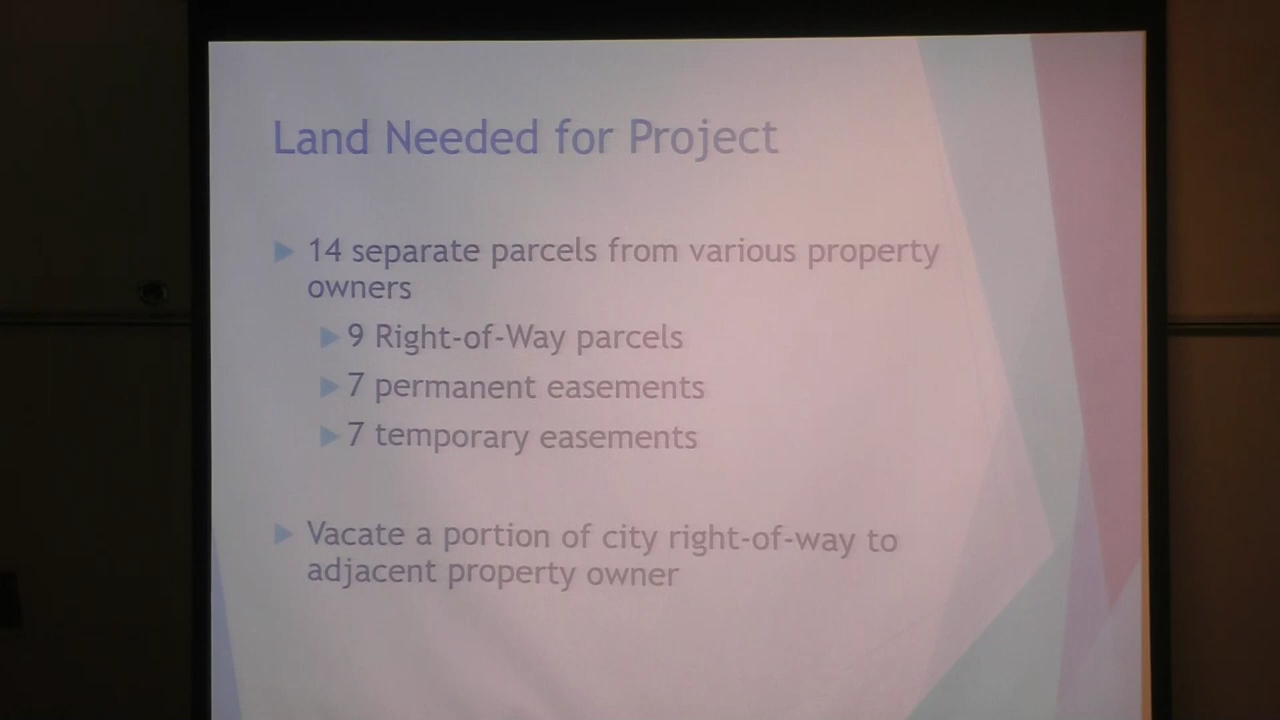 Land Needed for Project
14 separate parcels from various property
owners
9 Right-of-Way parcels
7 permanent easements
7 temporary easements
Vacate a portion of city right-of-way to
adjacent property owner